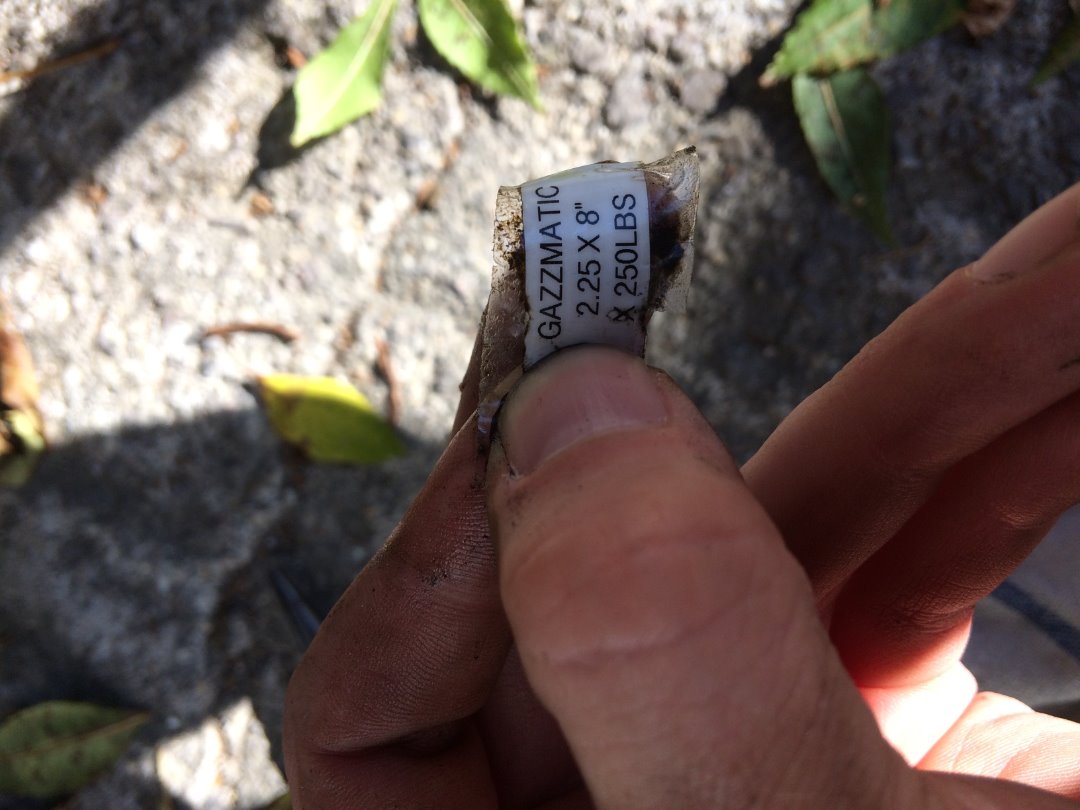 GAZZMATIC
2.25 X 8"
X 250LBS